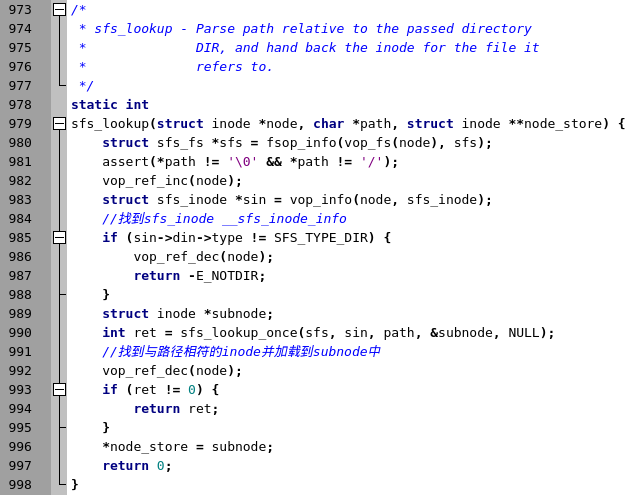 973 /*
974  * sfs_lookup - Parse path relative to the passed directory
975  *              DIR, and hand back the inode for the file it
976  *              refers to.
977  */
978 static int
979 sfs_lookup(struct inode *node, char *path, struct inode **node_store) {
980     struct sfs_fs *sfs = fsop_info(vop_fs(node), sfs);
981     assert(*path != '\0' && *path != '/');
982     vop_ref_inc(node);
983     struct sfs_inode *sin = vop_info(node, sfs_inode);
984     //找到sfs_inode __sfs_inode_info
985     if (sin->din->type != SFS_TYPE_DIR) {
986         vop_ref_dec(node);
987         return -E_NOTDIR;
988     }
989     struct inode *subnode;
990     int ret = sfs_lookup_once(sfs, sin, path, &subnode, NULL);
991     //找到与路径相符的inode并加载到subnode中
992     vop_ref_dec(node);
993     if (ret != 0) {
994         return ret;
995     }
996     *node_store = subnode;
997     return 0;
998 }